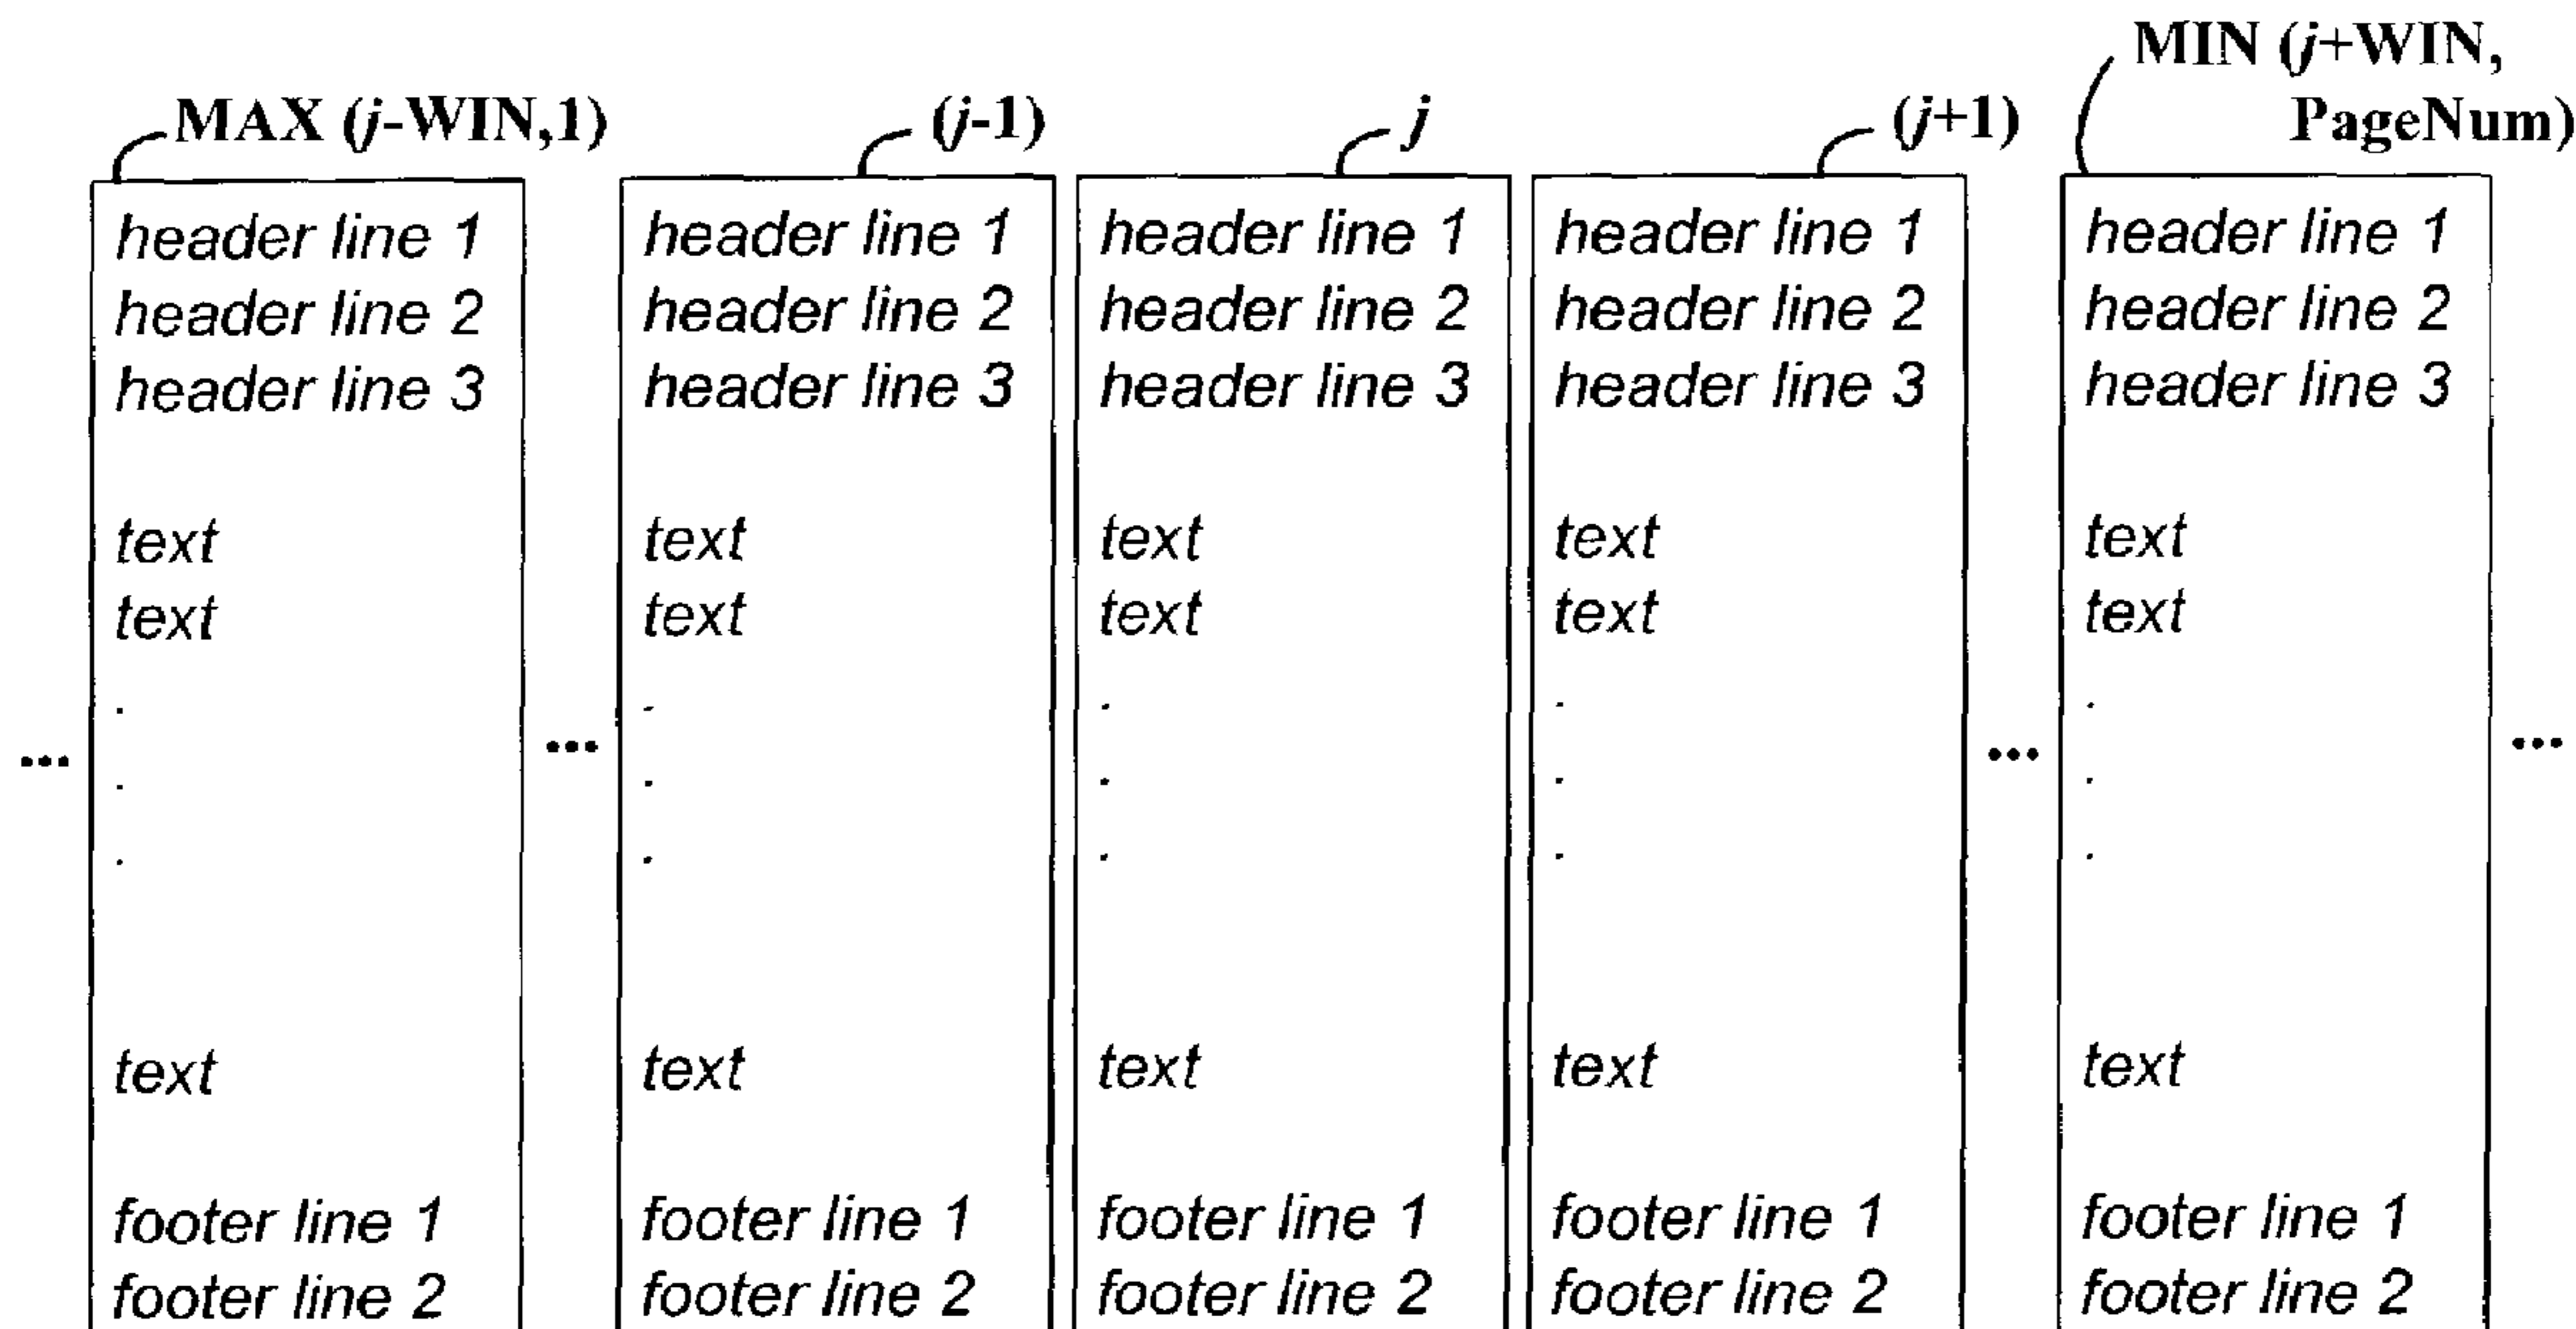 MAX (j-WIN,1)
(j-1)
j
(j+1)
MIN (j+WIN,
PageNum)
...
header line 1
header line 2
header line 3
text
text
.
.
.
text
footer line 1
footer line 2
...
header line 1
header line 2
header line 3
text
text
.
.
.
text
footer line 1
footer line 2
header line 1
header line 2
header line 3
text
text
.
.
.
text
footer line 1
footer line 2
header line 1
header line 2
header line 3
text
text
.
.
.
text
footer line 1
footer line 2
...
header line 1
header line 2
header line 3
text
text
.
.
.
text
footer line 1
footer line 2
...